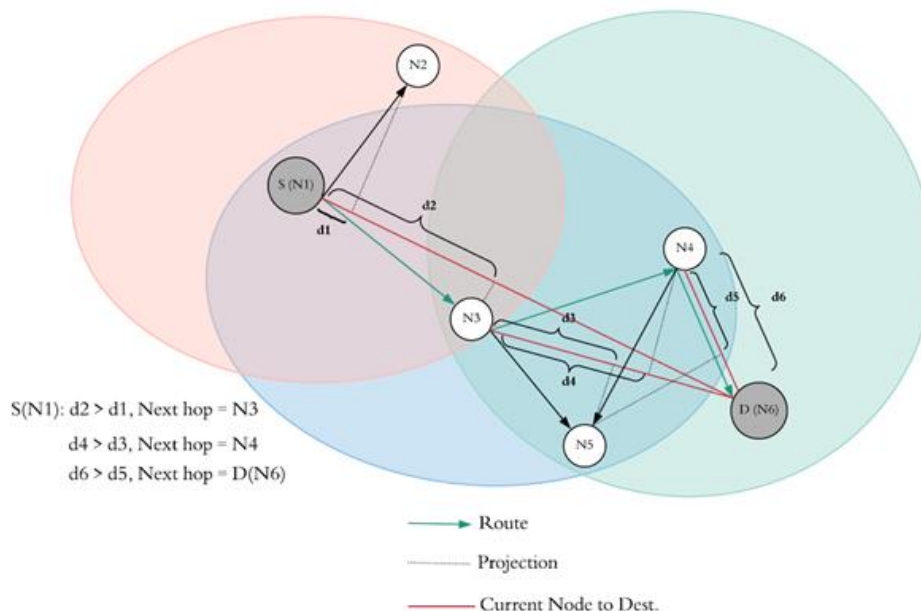 N2
S (N1)
d2
d1
N4
N3
d3
d5
d6
d4
D (N6)
N5
S(N1): d2 > d1, Next hop = N3
d4 > d3, Next hop = N4
d6 > d5, Next hop = D(N6)
Route
Projection
Current Node to Dest.